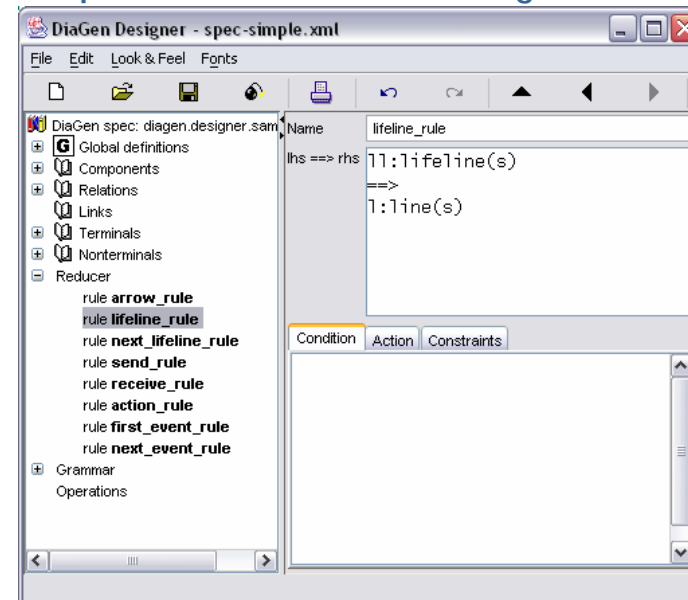 DiaGen Designer - spec-simple.xml
File Edit Look & Feel Fonts
DiaGen spec: diagen.designer.sam
G Global definitions
Components
Relations
Links
Terminals
Nonterminals
Reducer
rule arrow_rule
rule lifeline_rule
rule next_lifeline_rule
rule send_rule
rule receive_rule
rule action_rule
rule first_event_rule
rule next_event_rule
Grammar
Operations
Name lifeline_rule
lhs ==> rhs ll:lifeline(s)
==>
l:line(s)
Condition Action Constraints